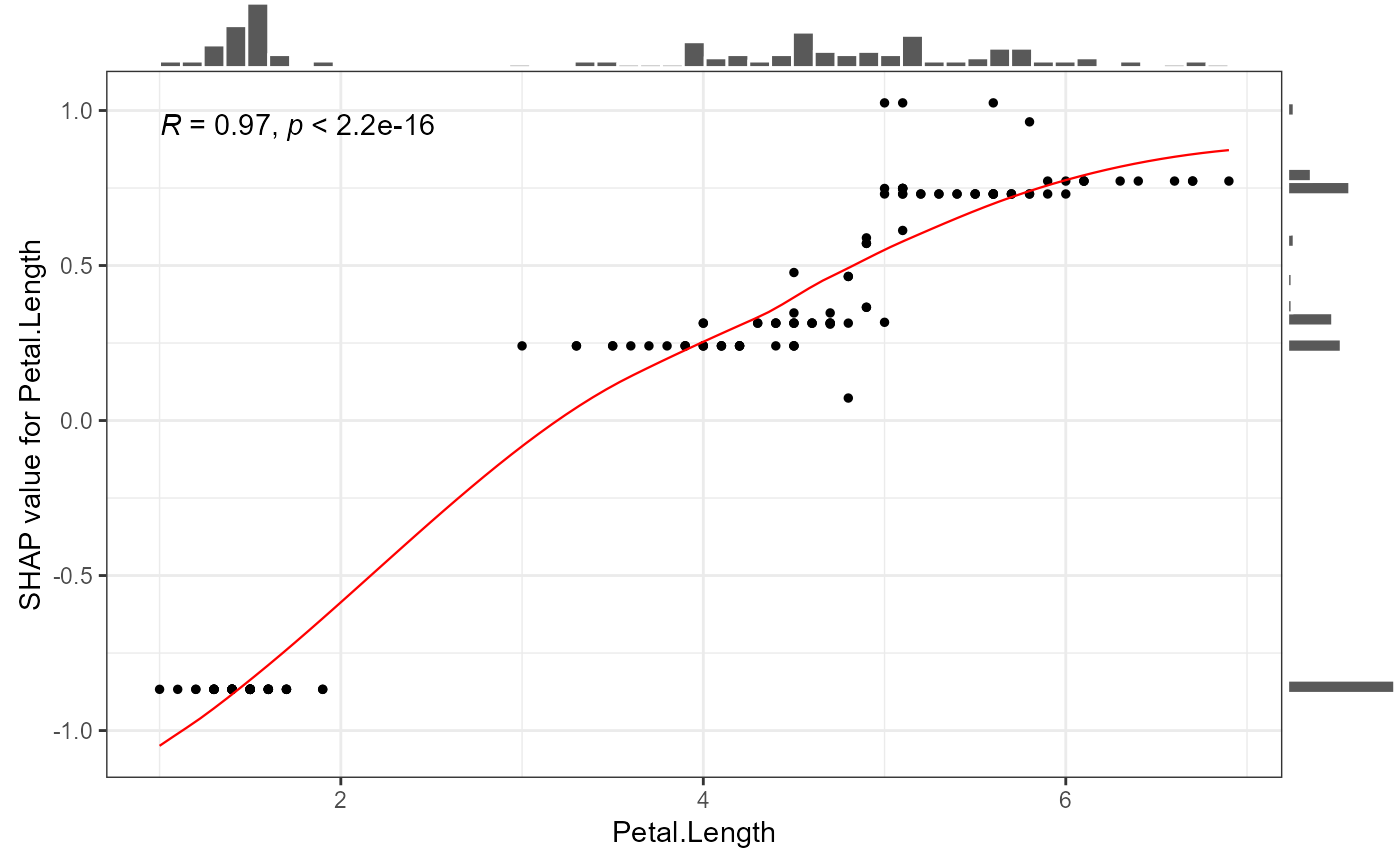 R = 0.97, p < 2.2e-16
1.0
0.5
0.0
-0.5
-1.0
SHAP value for Petal.Length
2 4 6
Petal.Length